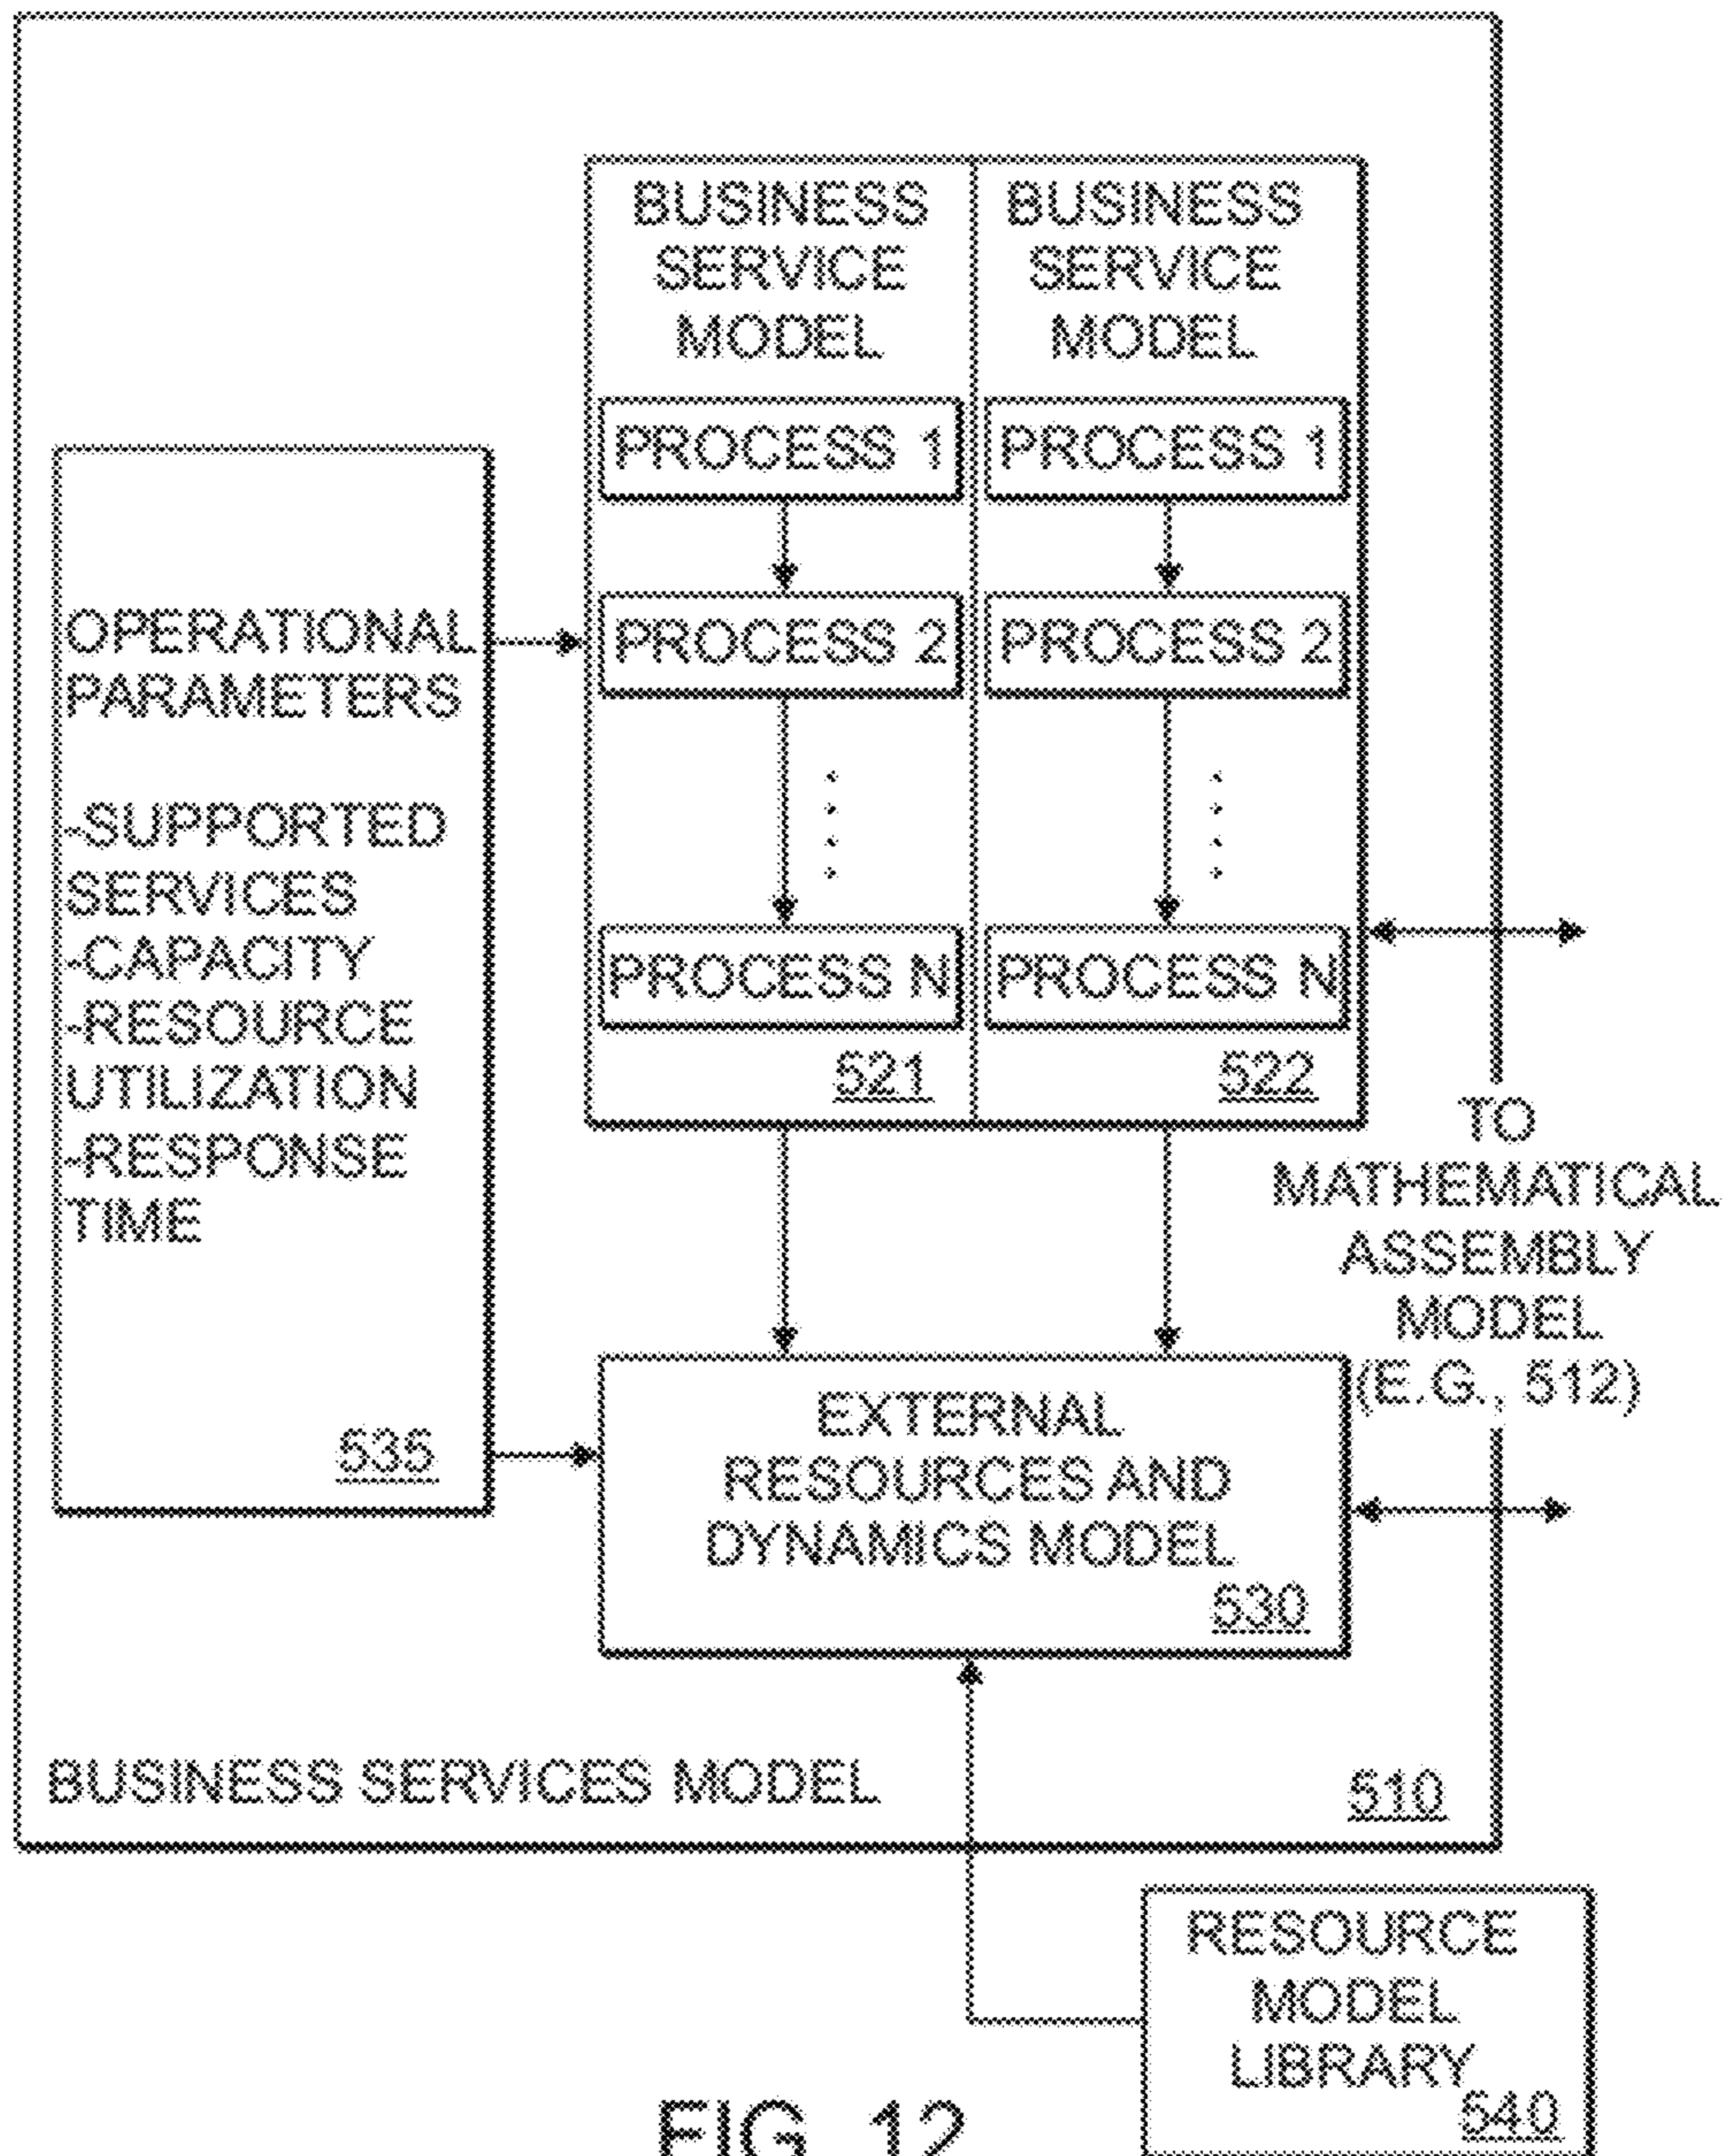 BUSINESS
SERVICE
MODEL
PROCESS 1
PROCESS 2
PROCESS N
521
BUSINESS
SERVICE
MODEL
PROCESS 1
PROCESS 2
PROCESS N
522
OPERATIONAL
PARAMETERS
-SUPPORTED
SERVICES
-CAPACITY
-RESOURCE
UTILIZATION
-RESPONSE
TIME
535
TO
MATHEMATICAL
ASSEMBLY
MODEL
(E.G., 512)
EXTERNAL
RESOURCES AND
DYNAMICS MODEL
530
BUSINESS SERVICES MODEL
510
RESOURCE
MODEL
LIBRARY
540
FIG. 12